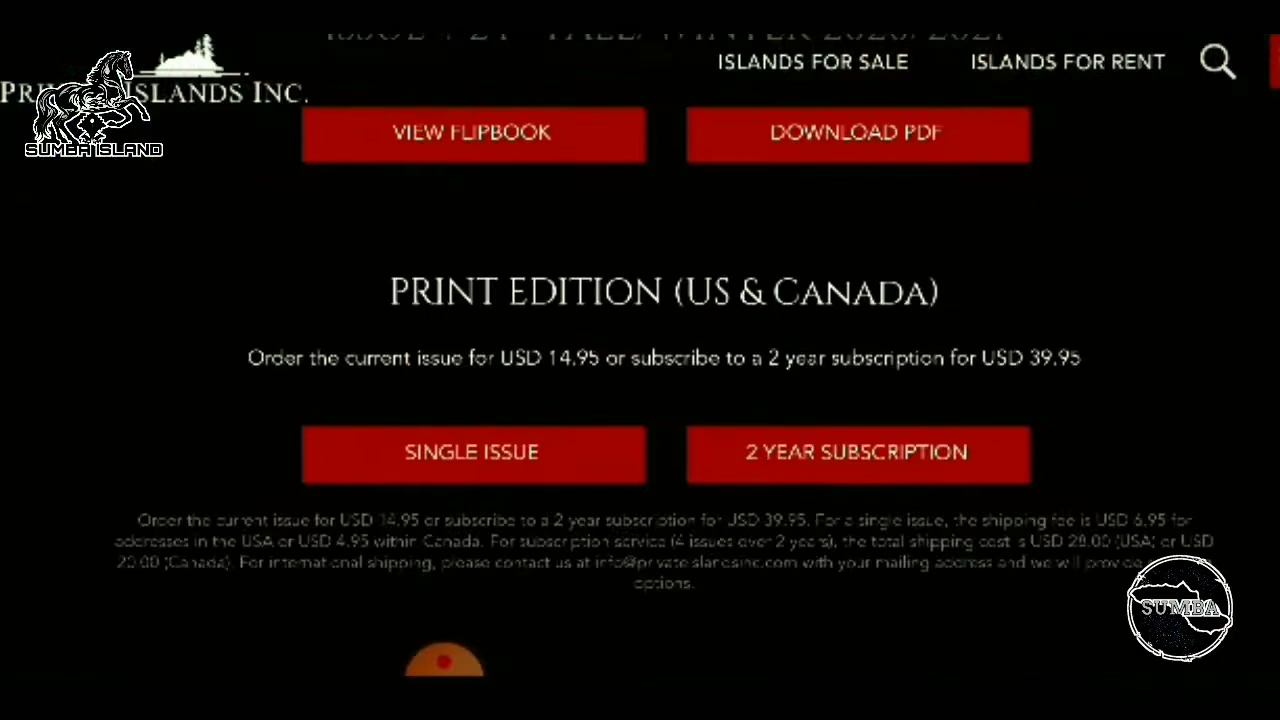 ISLANDS FOR SALE ISLANDS FOR RENT
ISLANDS INC.
SUMBA ISLAND
VIEW FLIPBOOK DOWNLOAD PDF
PRINT EDITION (US & CANADA)
Order the current issue for USD 14.95 or subscribe to a 2 year subscription for USD 39.95
SINGLE ISSUE 2 YEAR SUBSCRIPTION
Order the current issue for USD 14.95 or subscribe to a 2 year subscription for USD 39.95. For a single issue, the shipping fee is USD 6.95 for
addresses in the USA or USD 4.95 within Canada. For subscription service (4 issues over 2 years), the total shipping cost is USD 28.00 (USA) or USD
20.00 (Canada). For international shipping, please contact us at info@privateislandsinc.com with your mailing address and we will provide
options.
SUMBA